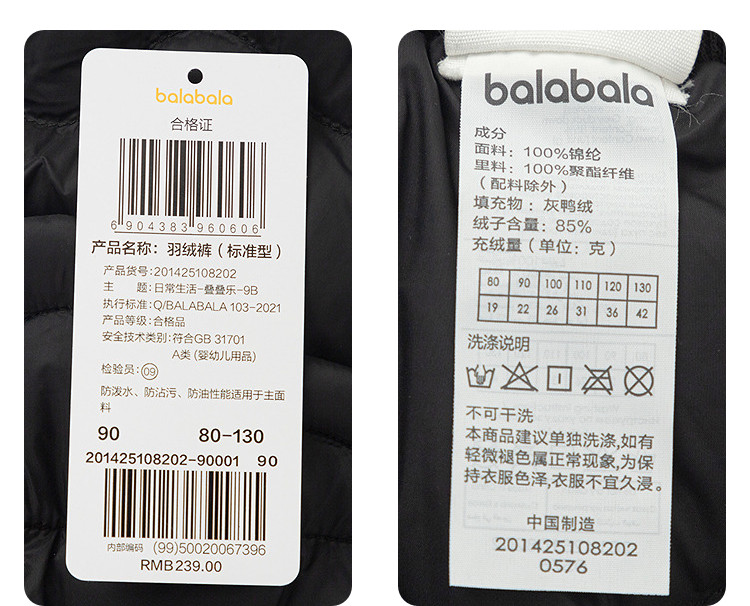 balabala
合格证
6 904383 960606
产品名称：羽绒裤（标准型）
产品货号:201425108202
主　　题:日常生活-叠叠乐-9B
执行标准:Q/BALABALA 103-2021
产品等级:合格品
安全技术类别:符合GB 31701
A类 (婴幼儿用品)
检验员:09
防泼水、防沾污、防油性能适用于主面
料
90 80-130
201425108202-90001 90
内部编码 (99)50020067396
RMB239.00
balabala
成分
面料：100%锦纶
里料：100%聚酯纤维
（配料除外）
填充物：灰鸭绒
绒子含量：85%
充绒量（单位：克）
80 90 100 110 120 130
19 22 26 31 36 42
洗涤说明
不可干洗
本商品建议单独洗涤,如有
轻微褪色属正常现象,为保
持衣服色泽,衣服不宜久浸。
中国制造
201425108202
0576